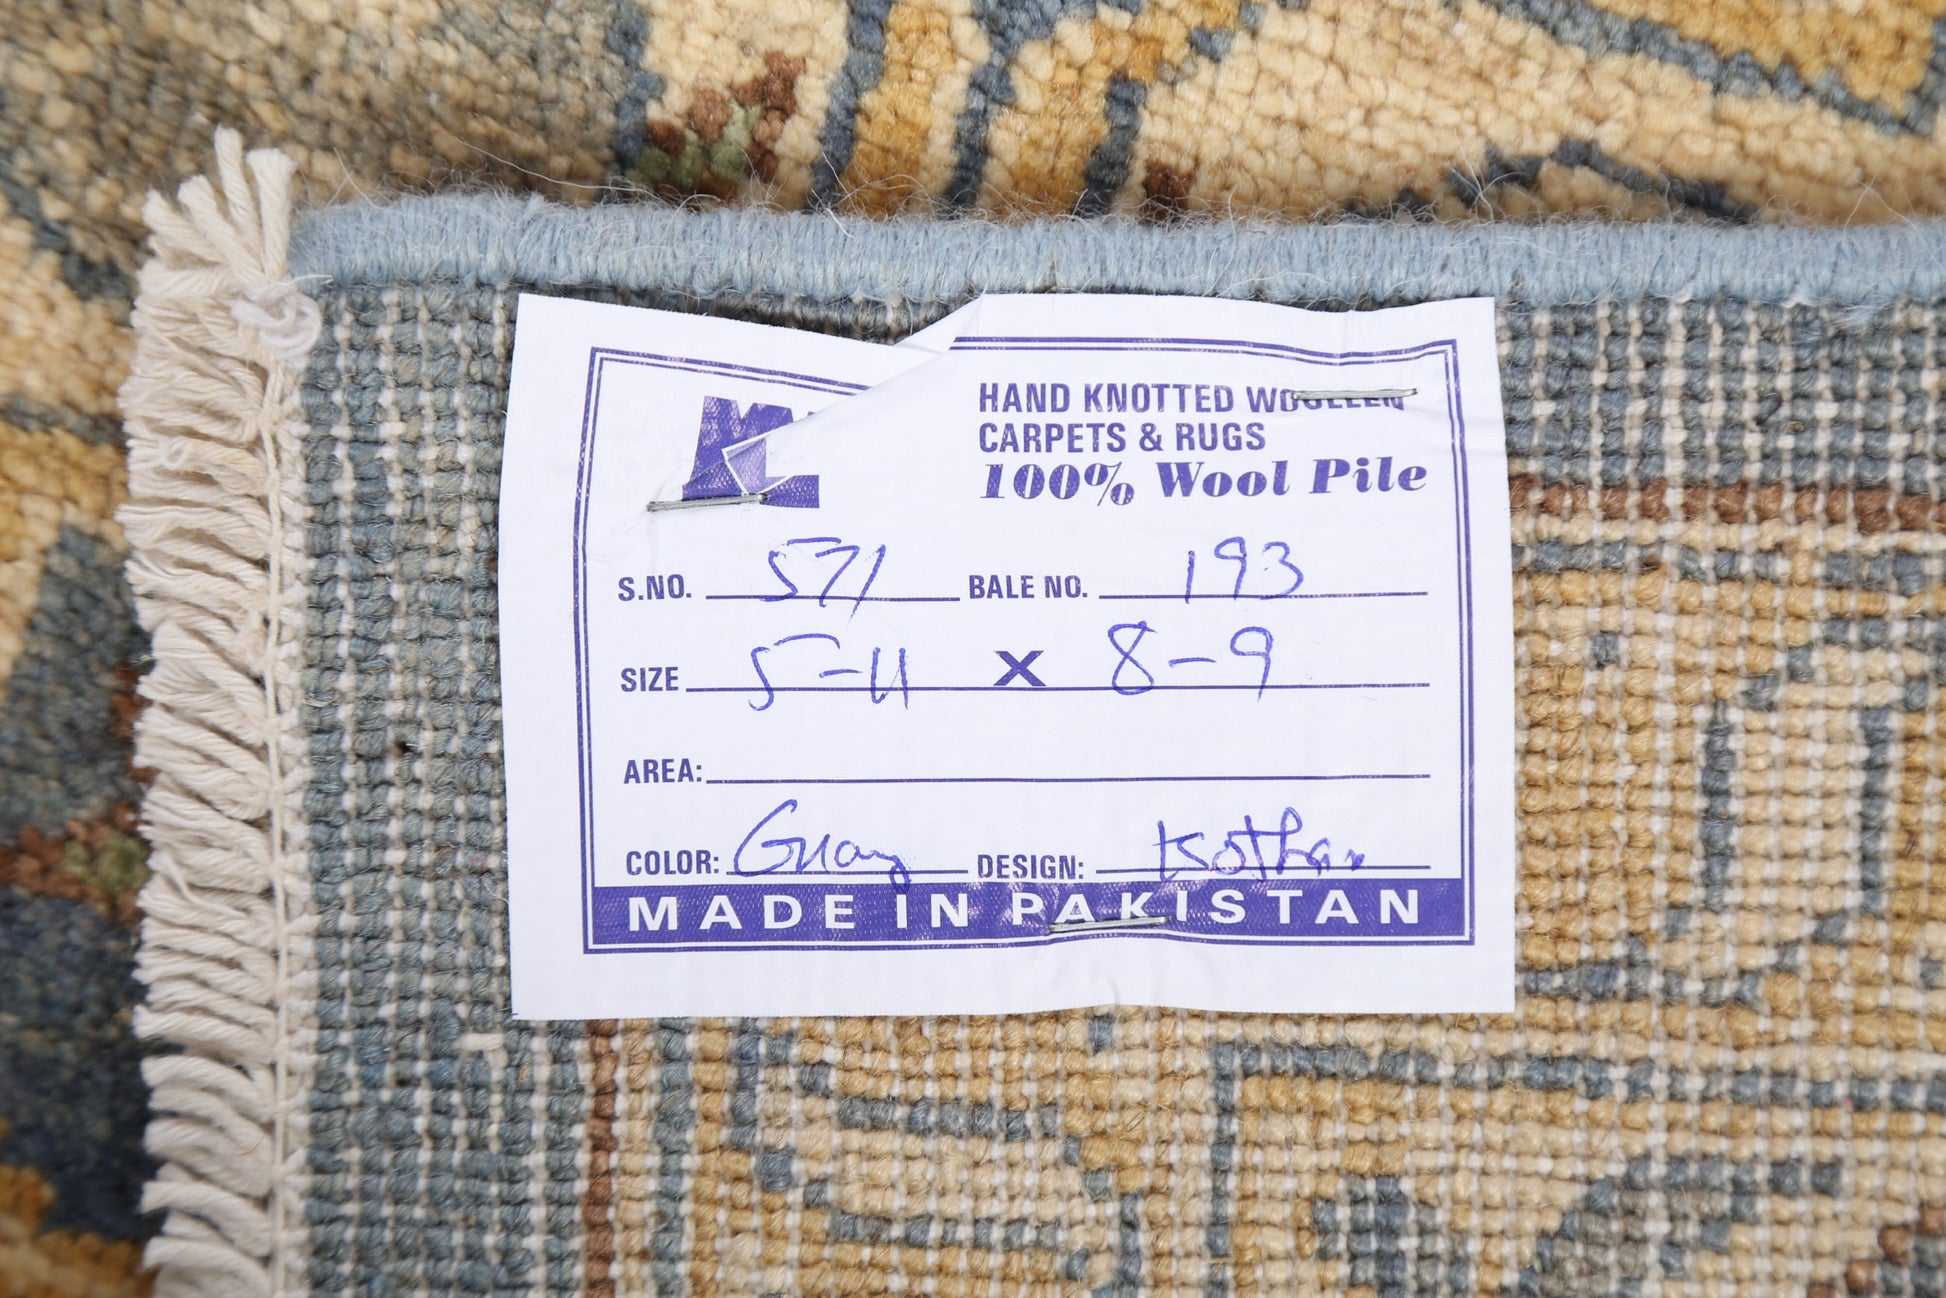 HAND KNOTTED WOOLLEN
CARPETS & RUGS
100% Wool Pile
S.NO. 571 BALE NO. 193
SIZE 5-11 X 8-9
AREA:
COLOR: Gray DESIGN:
MADE IN PAKISTAN